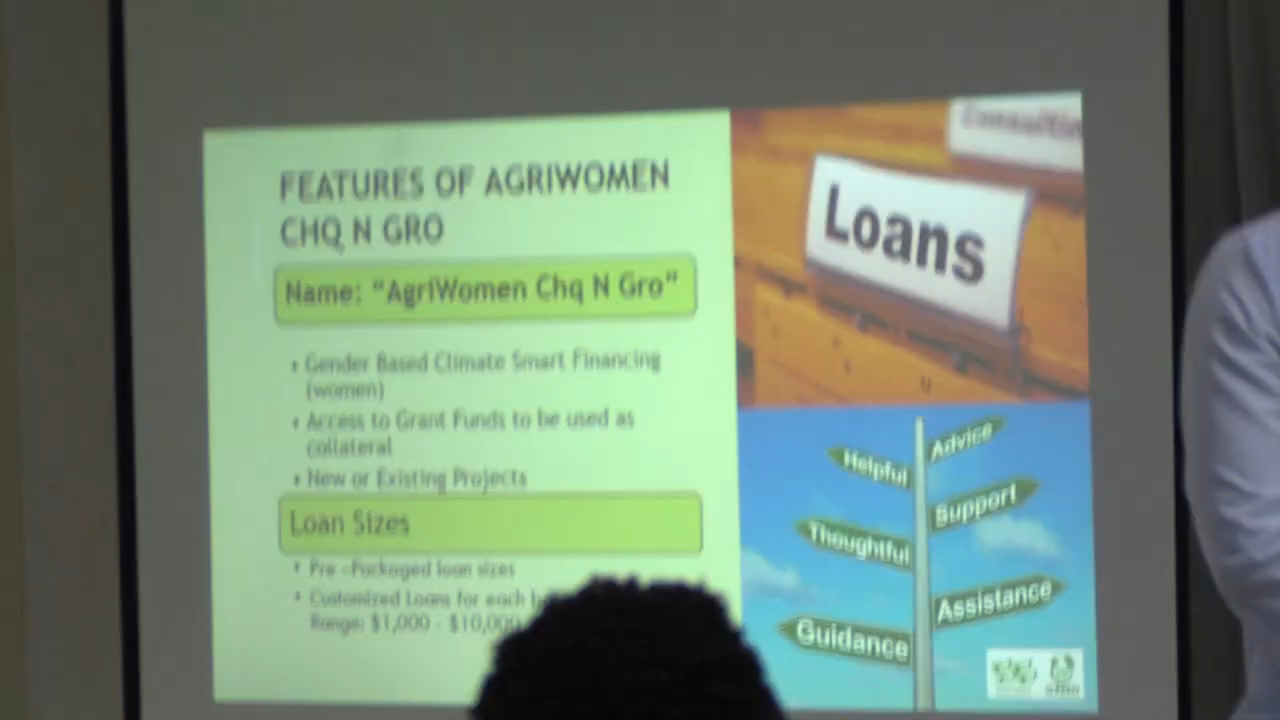 FEATURES OF AGRIWOMEN
CHQ N GRO
Name: "AgriWomen Chq N Gro"
• Gender Based Climate Smart Financing
(women)
• Access to Grant Funds to be used as
collateral
• New or Existing Projects
Loan Sizes
• Pre -Packaged loan sizes
• Customized Loans for each
Range: $1,000 - $10,000
Loans
Advice
Helpful
Support
Thoughtful
Assistance
Guidance